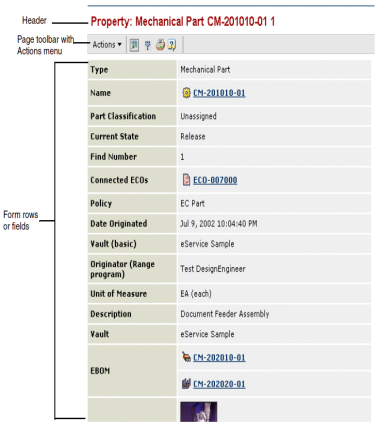 Header
Property: Mechanical Part CM-201010-01 1
Page toolbar with
Actions menu
Actions
Form rows
or fields
Type Mechanical Part
Name CM-201010-01
Part Classification Unassigned
Current State Release
Find Number 1
Connected ECOs ECO-007000
Policy EC Part
Date Originated Jul 9, 2002 10:04:40 PM
Vault (basic) eService Sample
Originator (Range
program) Test DesignEngineer
Unit of Measure EA (each)
Description Document Feeder Assembly
Vault eService Sample
EBOM CM-202010-01
CM-202020-01